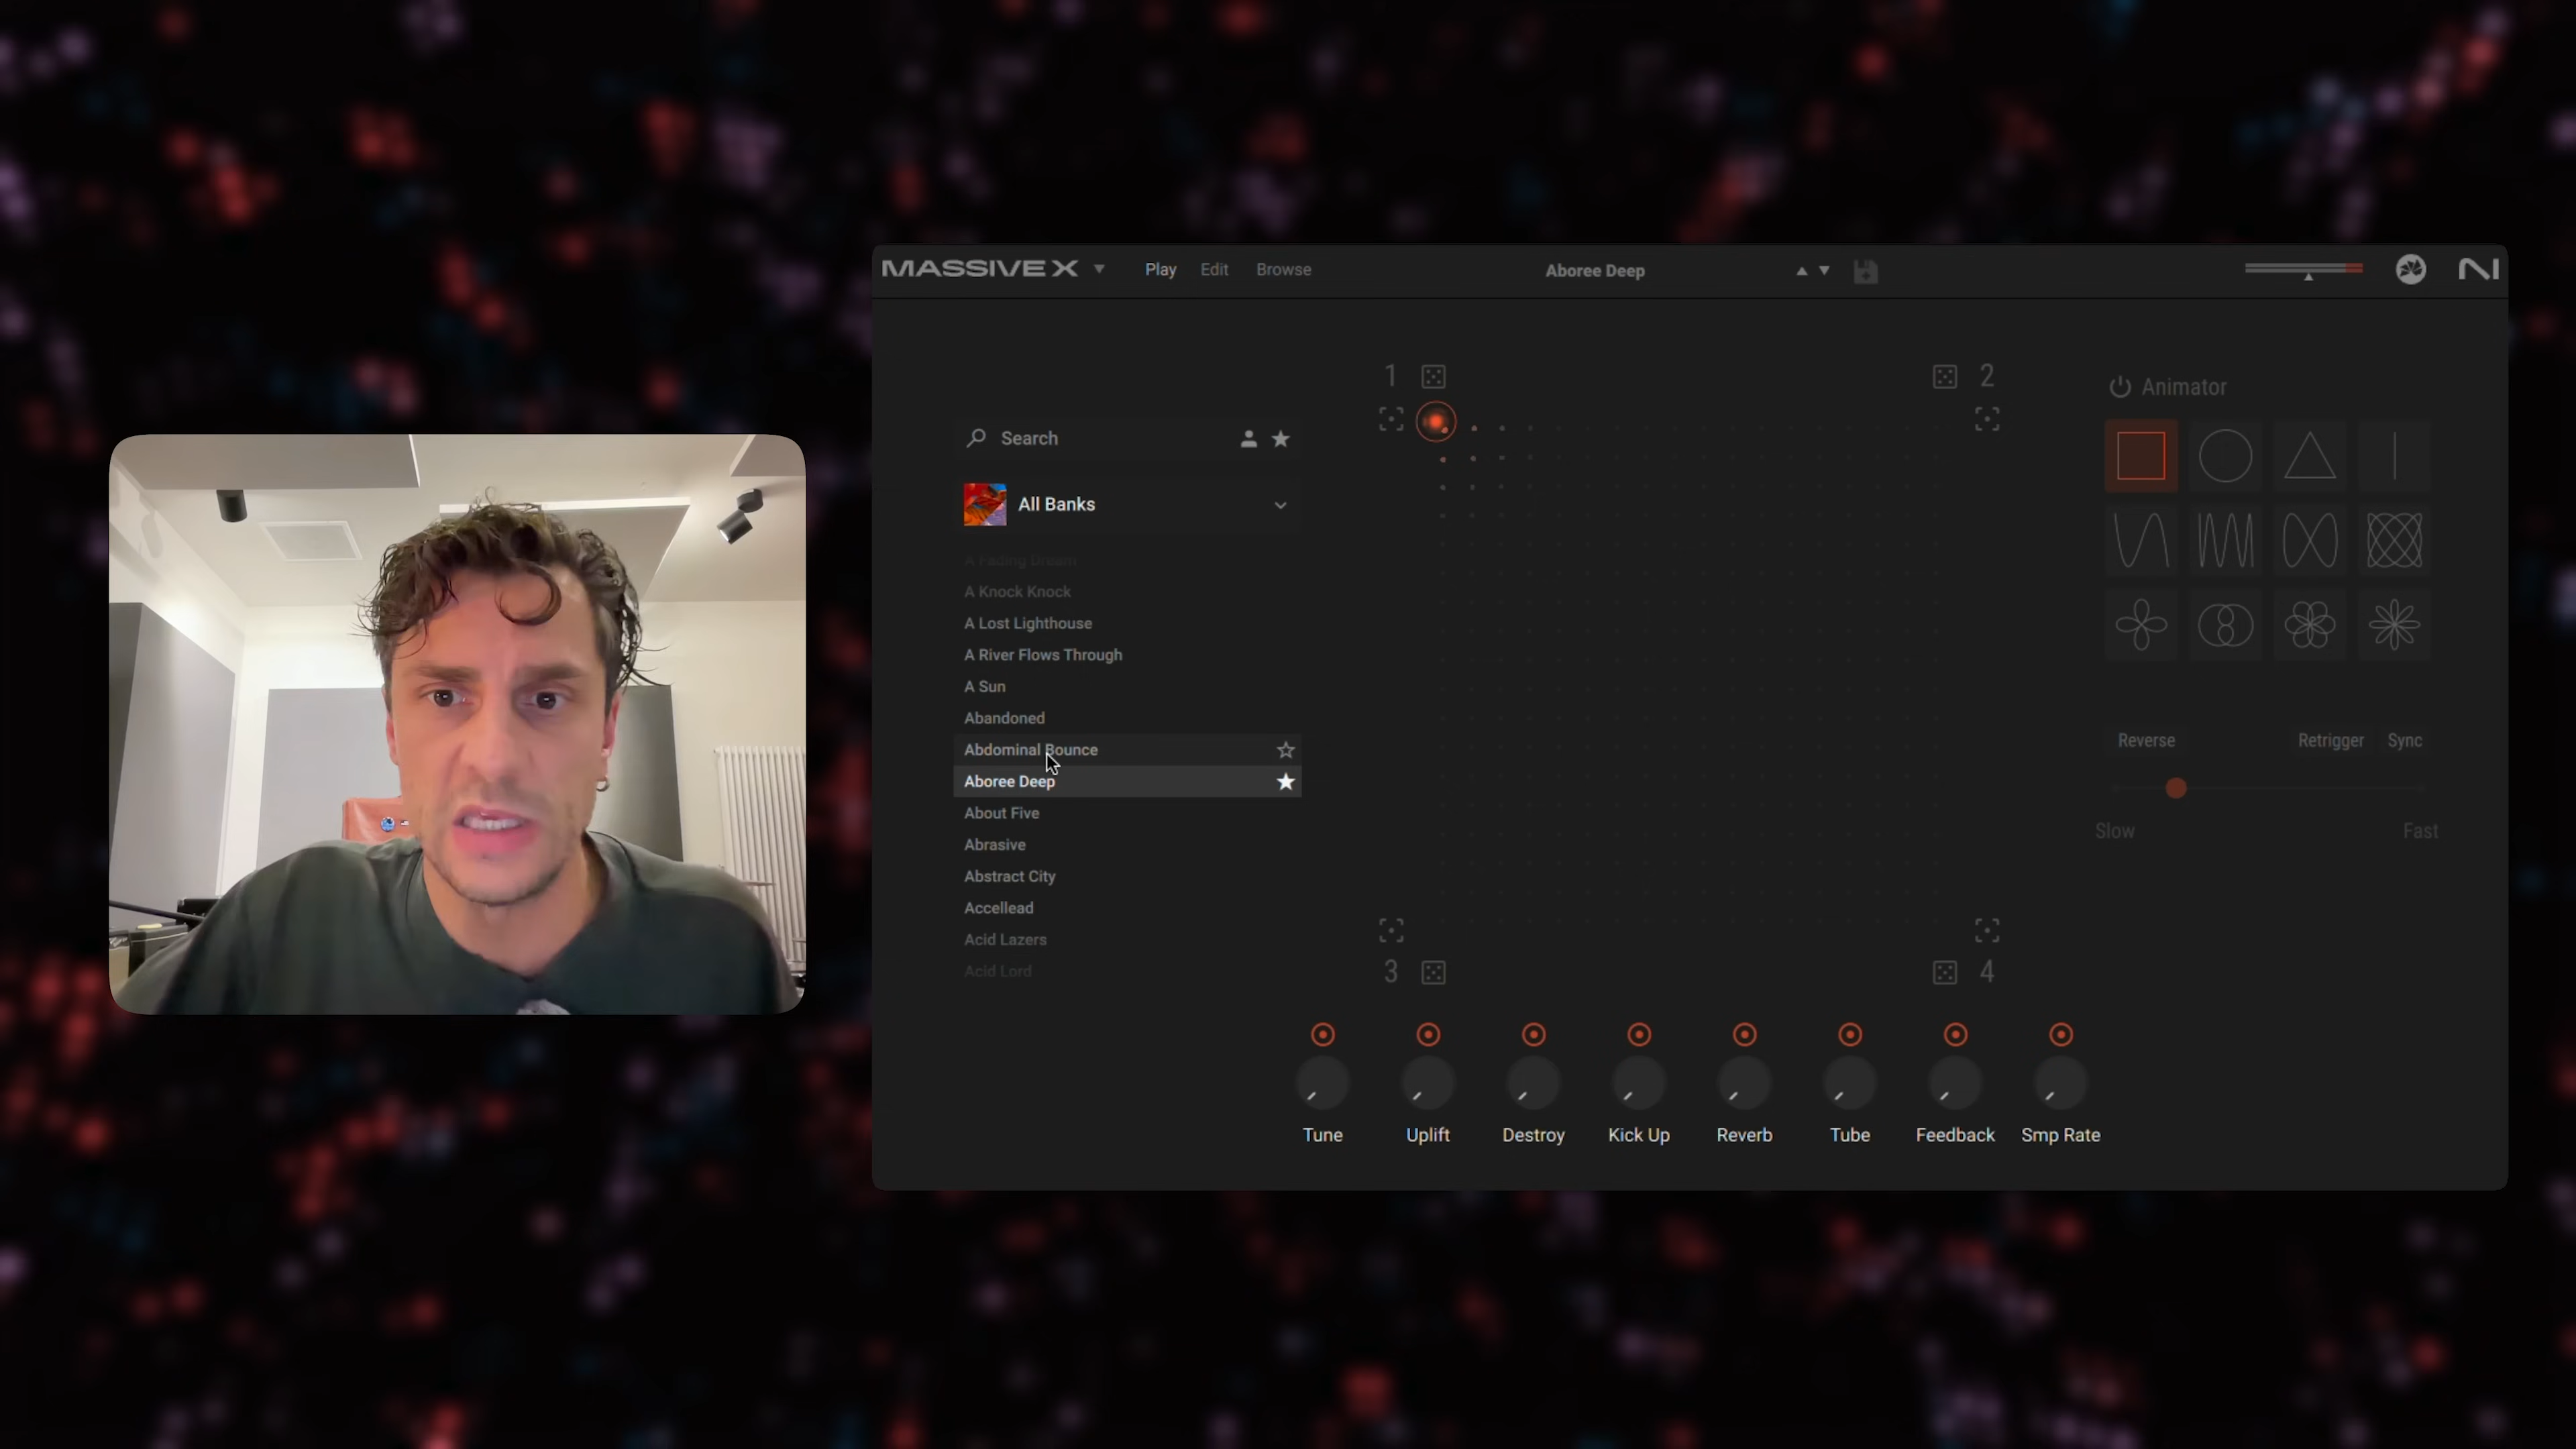 MASSIVE X
Play
Edit
Browse
Aboree Deep
1
2
Animator
Search
All Banks
A Fading Dream
A Knock Knock
A Lost Lighthouse
A River Flows Through
A Sun
Abandoned
Abdominal Bounce
Aboree Deep
About Five
Abrasive
Abstract City
Accellead
Acid Lazers
Acid Lord
Reverse
Retrigger
Sync
Slow
Fast
3
4
Tune
Uplift
Destroy
Kick Up
Reverb
Tube
Feedback
Smp Rate